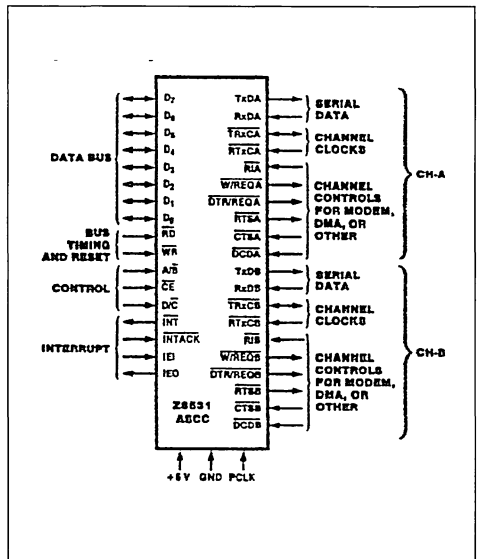 DATA BUS
BUS
TIMING
AND RESET
CONTROL
INTERRUPT
D7
D6
D5
D4
D3
D2
D1
D0
RD
WR
A/B
CE
D/C
INT
INTACK
IEI
IEO
TxDA
RxDA
TRxCA
RTxCA
RIA
W/REQA
DTR/REQA
RTSA
CTSA
DCDA
TxDB
RxDB
TRxCB
RTxCB
RIB
W/REQB
DTR/REQB
RTSB
CTSB
DCDB
Z8531
ASCC
SERIAL
DATA
CHANNEL
CLOCKS
CHANNEL
CONTROLS
FOR MODEM,
DMA, OR
OTHER
CH-A
SERIAL
DATA
CHANNEL
CLOCKS
CHANNEL
CONTROLS
FOR MODEM,
DMA, OR
OTHER
CH-B
+5 V GND PCLK